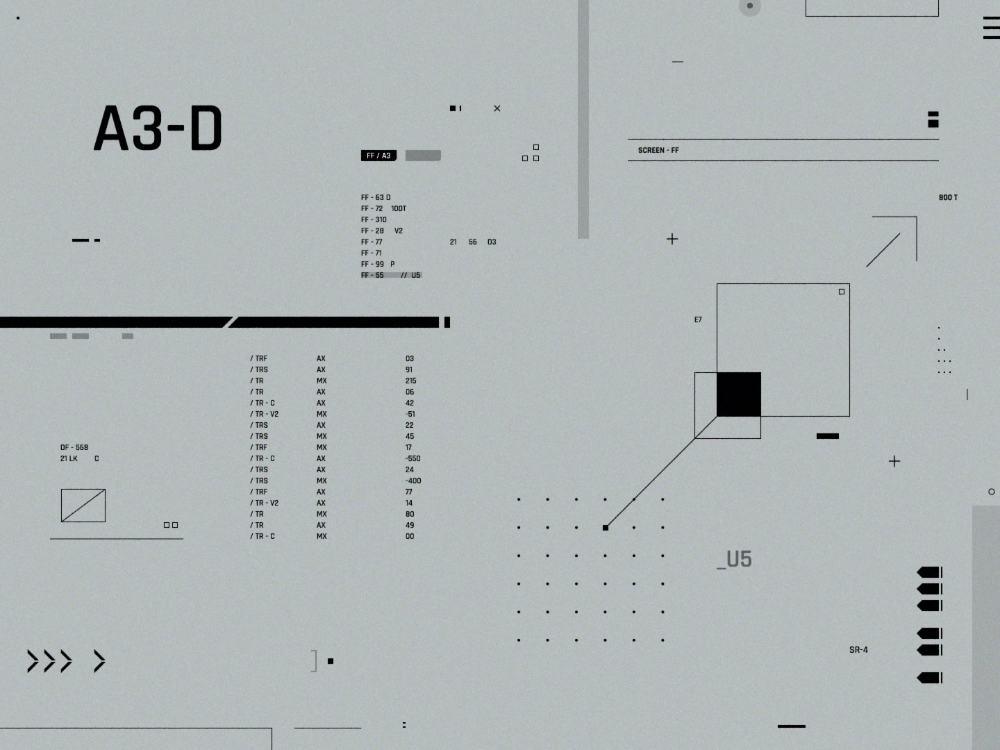 A3-D
FF / A3
SCREEN - FF
800 T
FF - 63 D
FF - 72 100T
FF - 310
FF - 28 V2
FF - 77 21 56 03
FF - 71
FF - 99 P
FF - 55 // U5
E7
/ TRF AX 03
/ TRS AX 91
/ TR MX 215
/ TR AX 06
/ TR - C AX 42
/ TR - V2 MX -51
/ TRS AX 22
/ TRS MX 45
/ TRF MX 17
/ TR - C AX -550
/ TRS AX 24
/ TRS MX -400
/ TRF AX 77
/ TR - V2 AX 14
/ TR MX 80
/ TR AX 49
/ TR - C MX 00
DF - 558
21 LK C
_U5
SR-4